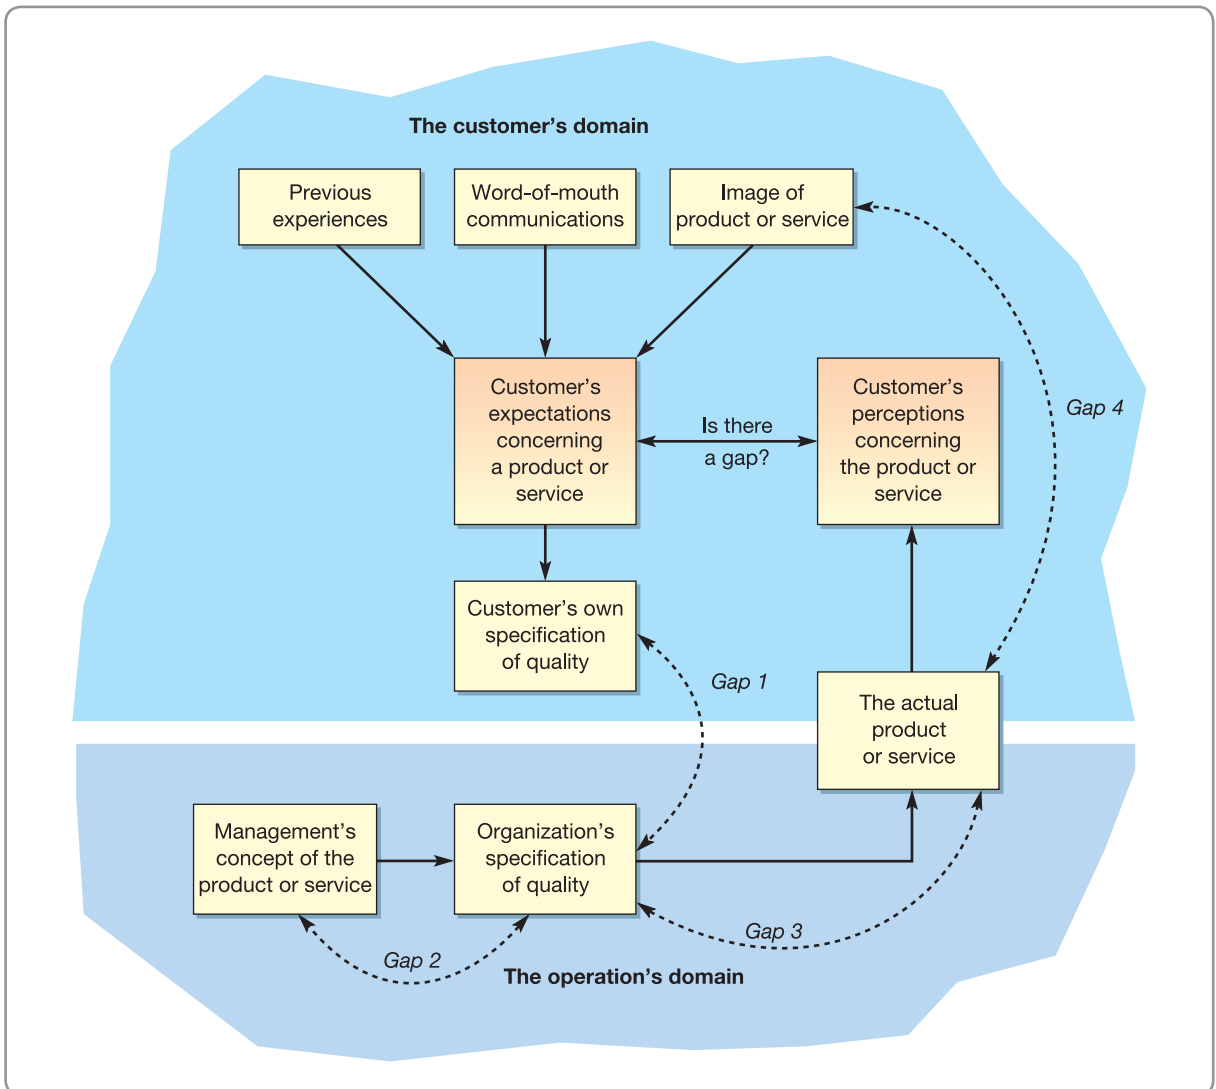 The customer's domain
Previous
experiences
Word-of-mouth
communications
Image of
product or service
Customer's
expectations
concerning
a product or
service
Is there
a gap?
Customer's
perceptions
concerning
the product or
service
Gap 4
Customer's own
specification
of quality
Gap 1
The actual
product
or service
Management's
concept of the
product or service
Organization's
specification
of quality
Gap 3
Gap 2
The operation's domain